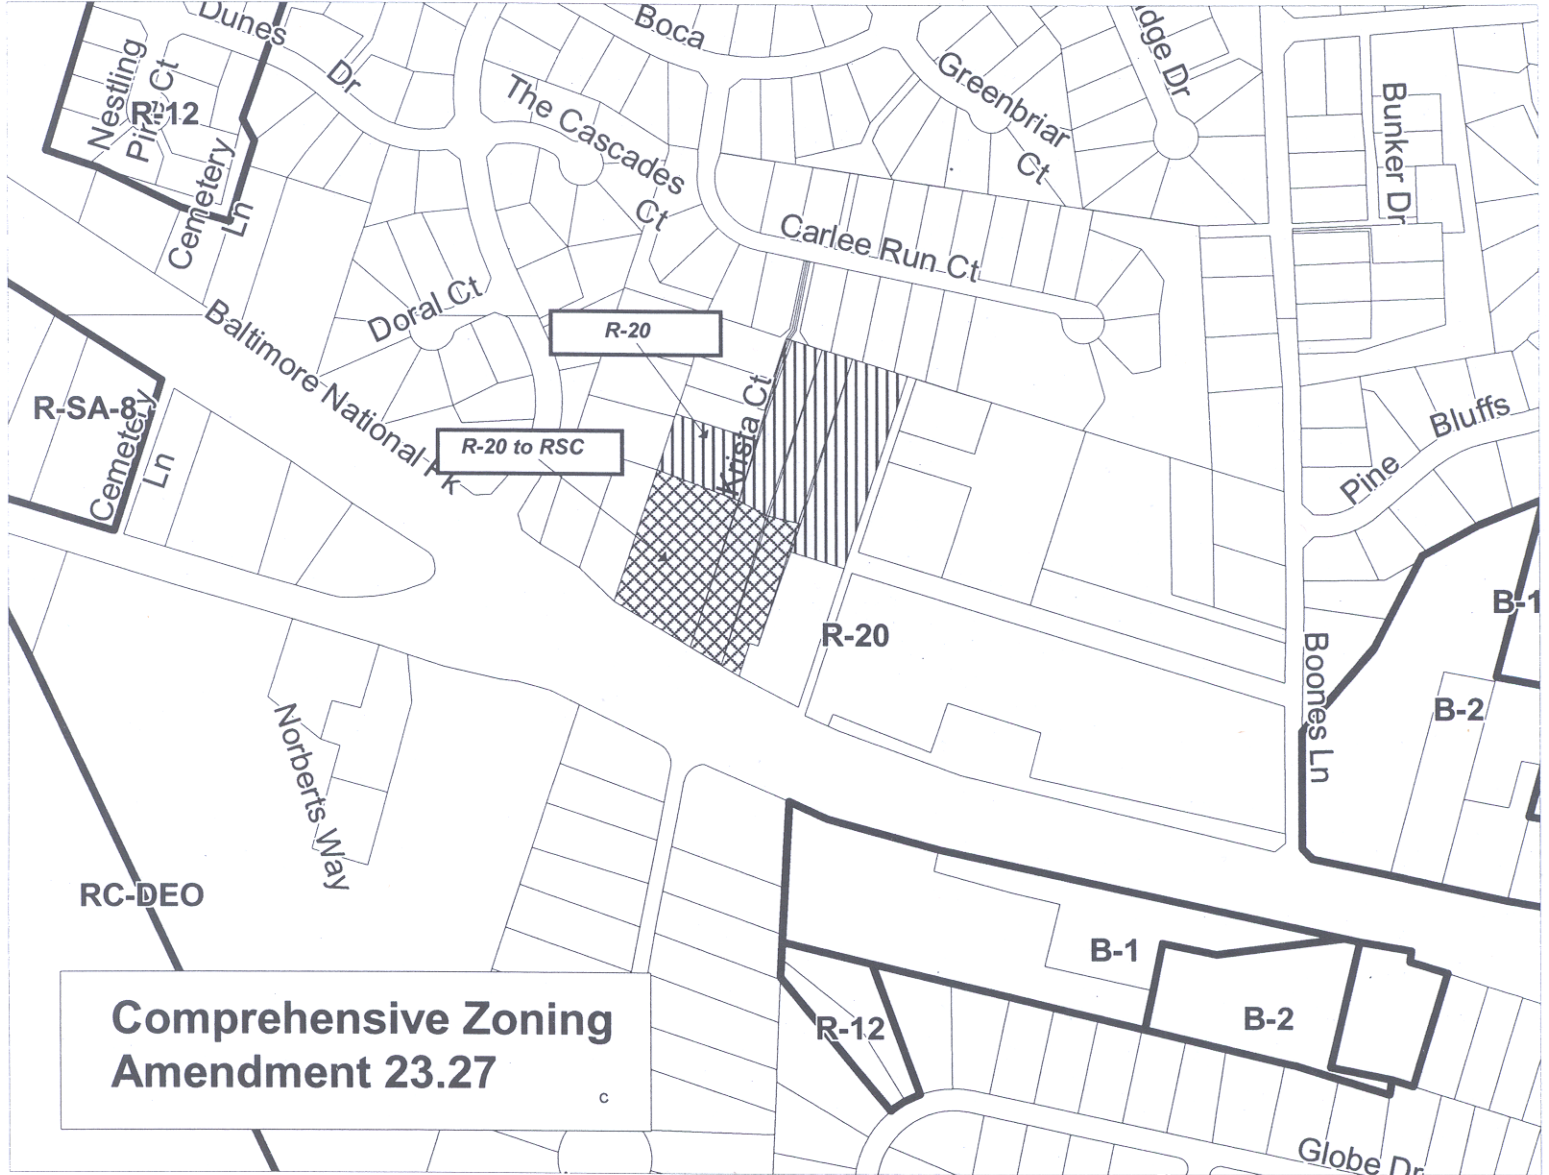 Dunes
Dr
Nestling
Pine Ct
R-12
Cemetery
Ln
Boca
The Cascades
Ct
Greenbriar
Ct
Bunker Dr
Carlee Run Ct
Doral Ct
Baltimore National Pk
R-20
R-20 to RSC
Krista Ct
R-SA-8
Cemetery
Ln
Bluffs
Pine
R-20
Boones Ln
B-1
B-2
Norberts Way
RC-DEO
B-1
B-2
R-12
Globe Dr
Comprehensive Zoning
Amendment 23.27
c